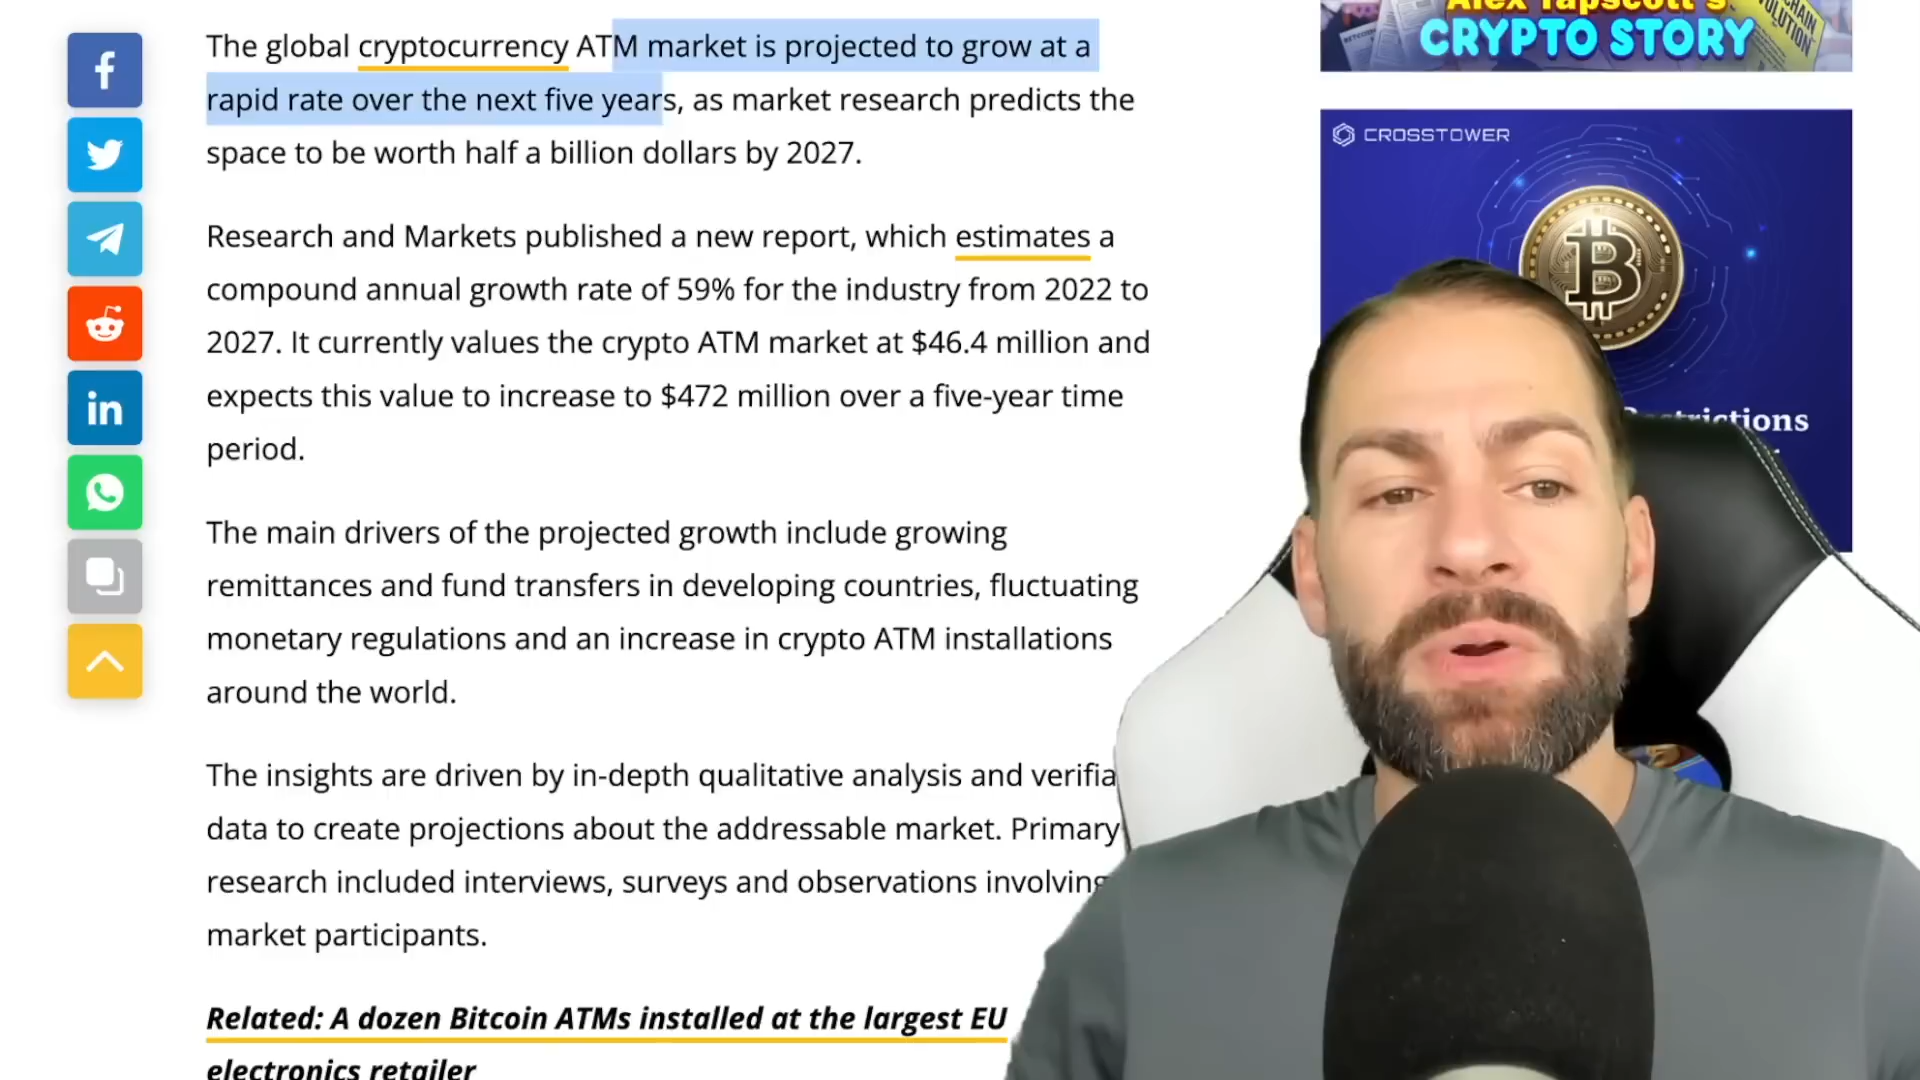 The global cryptocurrency ATM market is projected to grow at a
rapid rate over the next five years, as market research predicts the
space to be worth half a billion dollars by 2027.
Research and Markets published a new report, which estimates a
compound annual growth rate of 59% for the industry from 2022 to
2027. It currently values the crypto ATM market at $46.4 million and
expects this value to increase to $472 million over a five-year time
period.
The main drivers of the projected growth include growing
remittances and fund transfers in developing countries, fluctuating
monetary regulations and an increase in crypto ATM installations
around the world.
The insights are driven by in-depth qualitative analysis and verifia
data to create projections about the addressable market. Primary
research included interviews, surveys and observations involving
market participants.
Related: A dozen Bitcoin ATMs installed at the largest EU
electronics retailer
Alex Tapscott's
CRYPTO STORY
CROSSTOWER